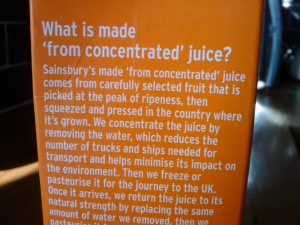 What is made
'from concentrated' juice?
Sainsbury's made 'from concentrated' juice
comes from carefully selected fruit that is
picked at the peak of ripeness, then
squeezed and pressed in the country where
it's grown. We concentrate the juice by
removing the water, which reduces the
number of trucks and ships needed for
transport and helps minimise its impact on
the environment. Then we freeze or
pasteurise it for the journey to the UK.
Once it arrives, we return the juice to its
natural strength by replacing the same
amount of water we removed, then we